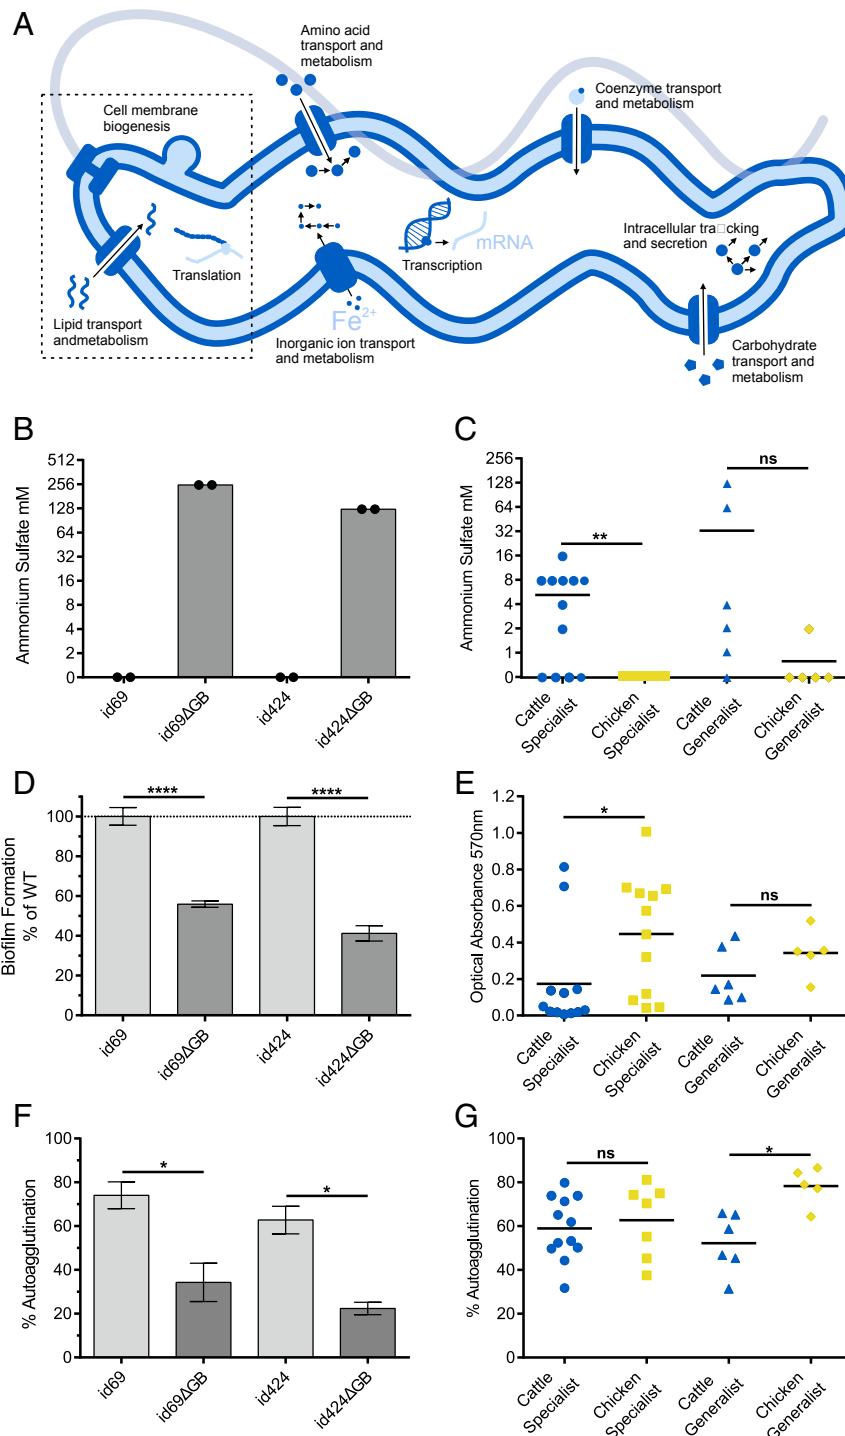 A
Amino acid
transport and
metabolism
Coenzyme transport
and metabolism
Cell membrane
biogenesis
Intracellular tra□cking
and secretion
mRNA
Transcription
Translation
Lipid transport
andmetabolism
Fe2+
Inorganic ion transport
and metabolism
Carbohydrate
transport and
metabolism
B
Ammonium Sulfate mM
512
256
128
64
32
16
8
4
2
0
id69
id69ΔGB
id424
id424ΔGB
C
Ammonium Sulfate mM
256
128
64
32
16
8
4
2
1
0
**
ns
Cattle
Specialist
Chicken
Specialist
Cattle
Generalist
Chicken
Generalist
D
Biofilm Formation
% of WT
100
80
60
40
20
0
****
****
id69
id69ΔGB
id424
id424ΔGB
E
Optical Absorbance 570nm
1.2
1.0
0.8
0.6
0.4
0.2
0.0
*
ns
Cattle
Specialist
Chicken
Specialist
Cattle
Generalist
Chicken
Generalist
F
% Autoagglutination
100
80
60
40
20
0
*
*
id69
id69ΔGB
id424
id424ΔGB
G
% Autoagglutination
100
80
60
40
20
0
ns
*
Cattle
Specialist
Chicken
Specialist
Cattle
Generalist
Chicken
Generalist